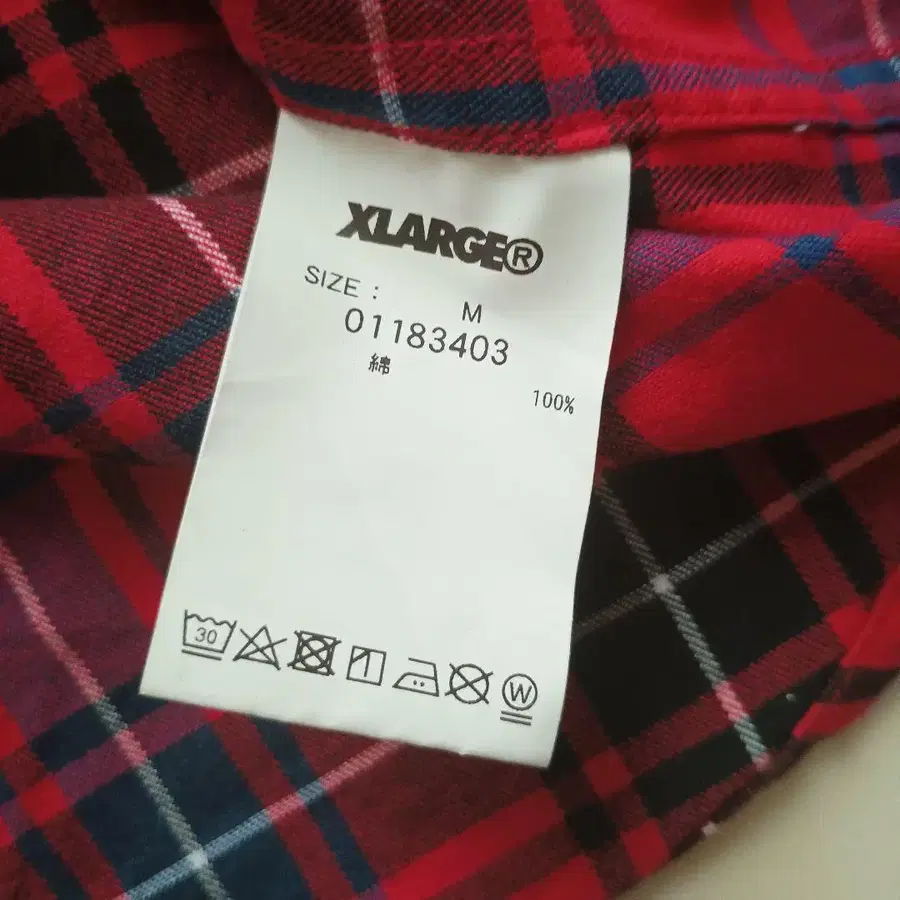 XLARGE®
SIZE : M
01183403
綿 100%
30
W